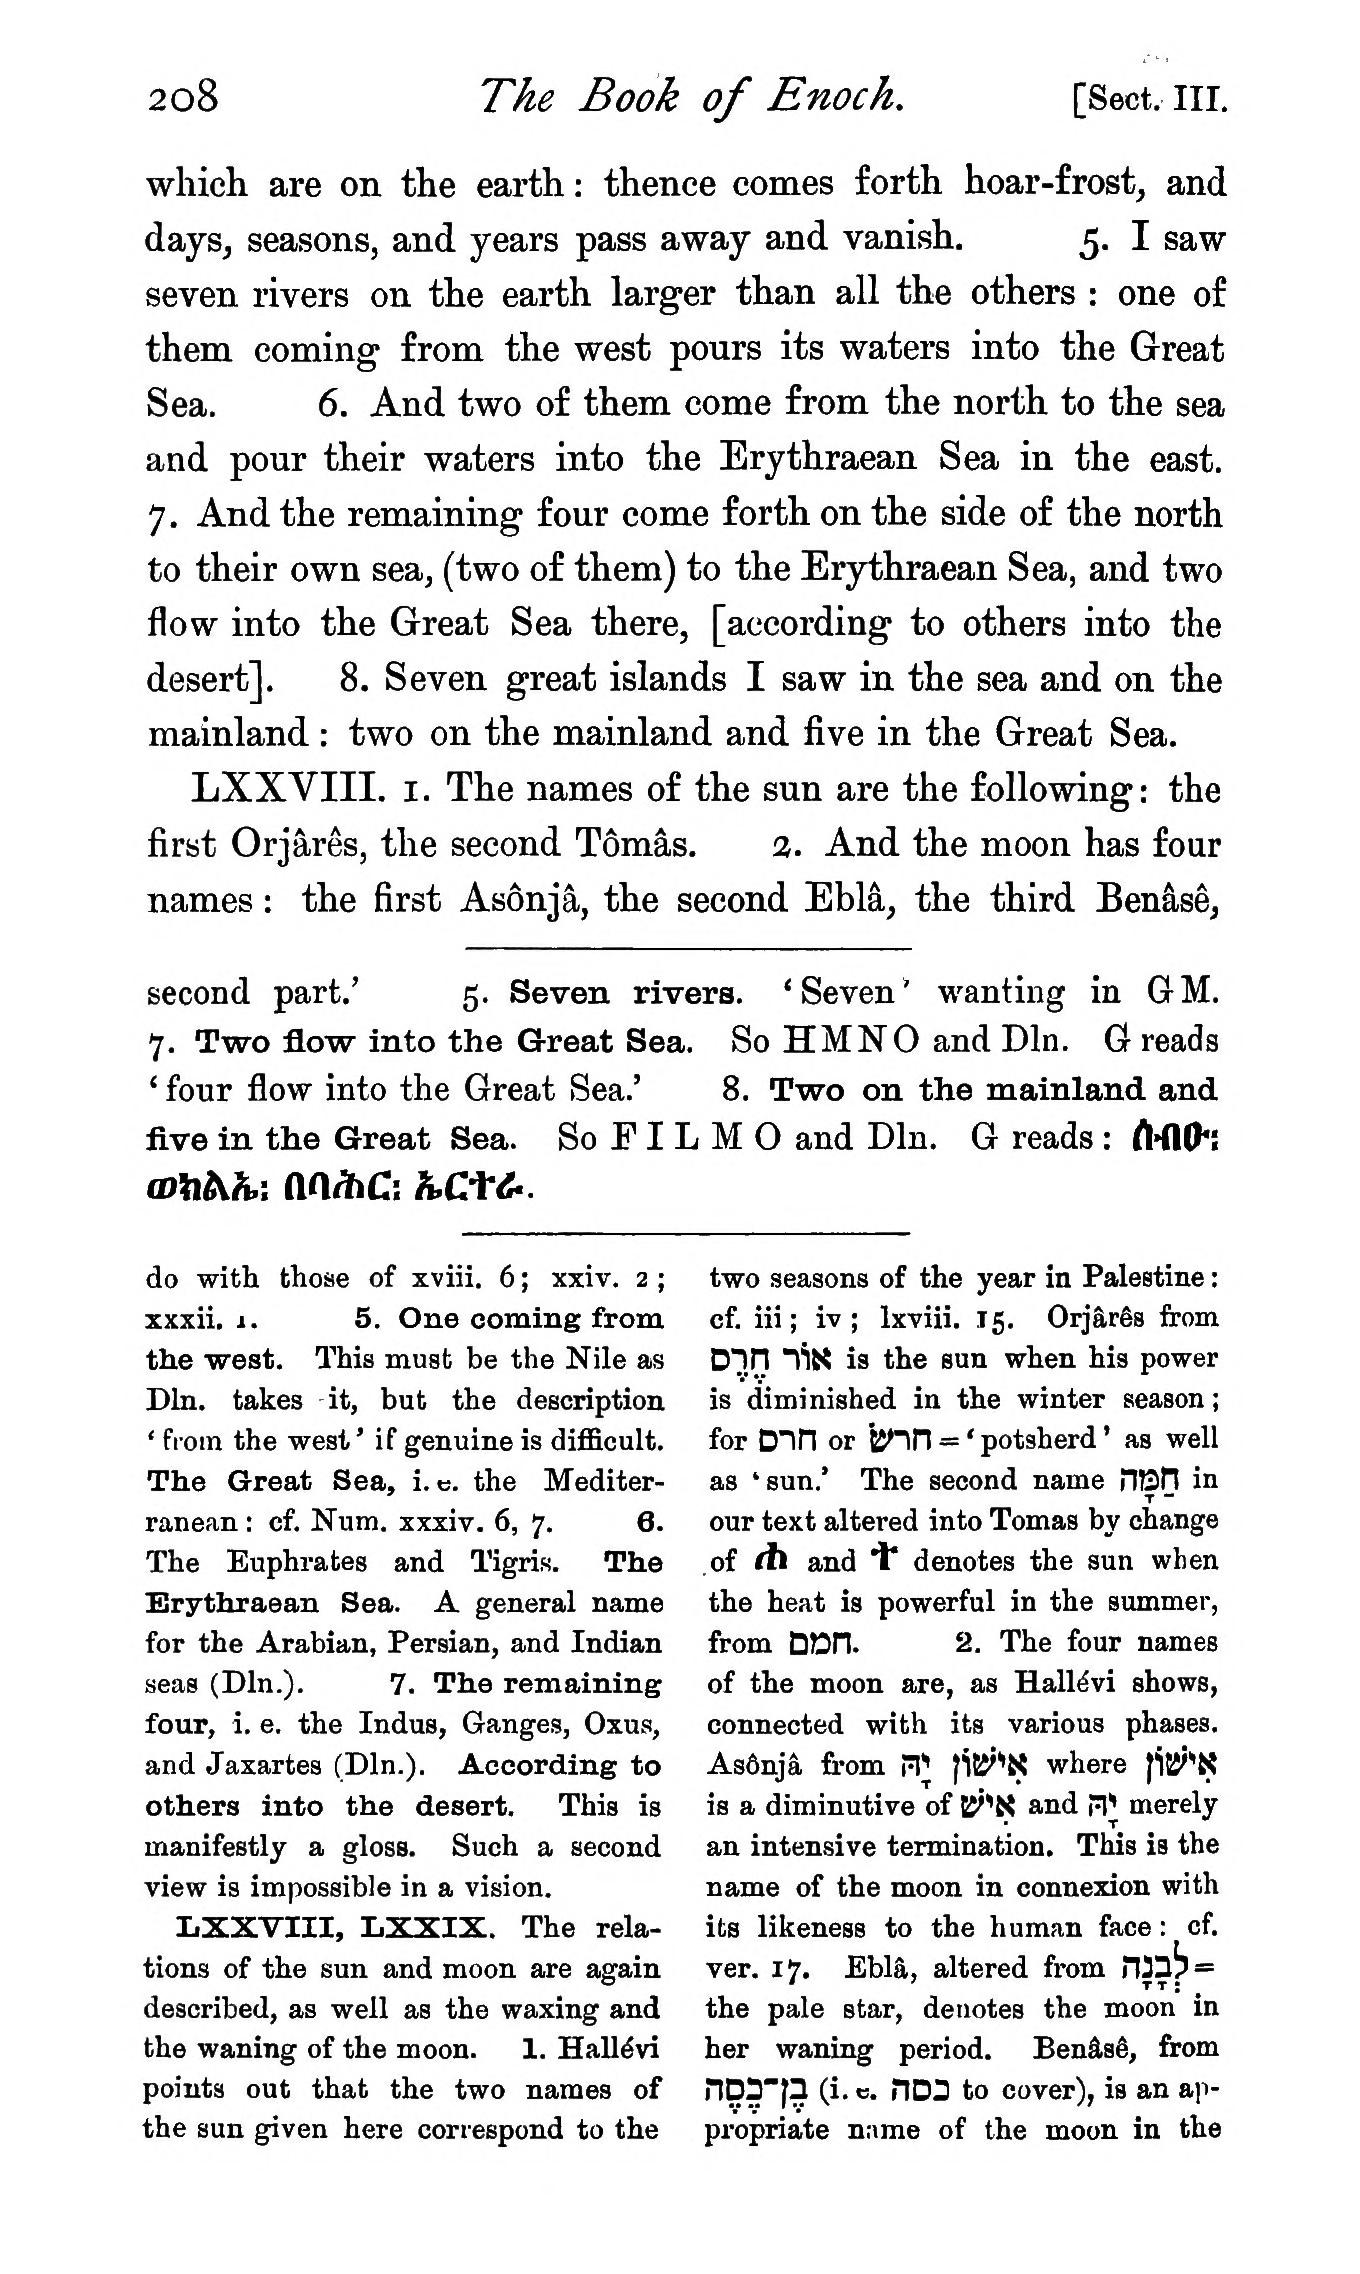 208 The Book of Enoch. [Sect. III.
which are on the earth : thence comes forth hoar-frost, and
days, seasons, and years pass away and vanish. 5. I saw
seven rivers on the earth larger than all the others : one of
them coming from the west pours its waters into the Great
Sea. 6. And two of them come from the north to the sea
and pour their waters into the Erythraean Sea in the east.
7. And the remaining four come forth on the side of the north
to their own sea, (two of them) to the Erythraean Sea, and two
flow into the Great Sea there, [according to others into the
desert]. 8. Seven great islands I saw in the sea and on the
mainland : two on the mainland and five in the Great Sea.
LXXVIII. 1. The names of the sun are the following : the
first Orjârês, the second Tômâs. 2. And the moon has four
names : the first Asônjâ, the second Eblâ, the third Benâsê,
second part.’ 5. Seven rivers. ‘Seven’ wanting in G M.
7. Two flow into the Great Sea. So H M N O and Dln. G reads
‘four flow into the Great Sea.’ 8. Two on the mainland and
five in the Great Sea. So F I L M O and Dln. G reads : ሰብዑ፡
ወክልኤ፡ በባሕር፡ ኤርተራ.
do with those of xviii. 6; xxiv. 2 ;
xxxii. 1. 5. One coming from
the west. This must be the Nile as
Dln. takes it, but the description
‘from the west’ if genuine is difficult.
The Great Sea, i. e. the Mediter-
ranean : cf. Num. xxxiv. 6, 7. 6.
The Euphrates and Tigris. The
Erythraean Sea. A general name
for the Arabian, Persian, and Indian
seas (Dln.). 7. The remaining
four, i. e. the Indus, Ganges, Oxus,
and Jaxartes (Dln.). According to
others into the desert. This is
manifestly a gloss. Such a second
view is impossible in a vision.
LXXVIII, LXXIX. The rela-
tions of the sun and moon are again
described, as well as the waxing and
the waning of the moon. 1. Hallévi
points out that the two names of
the sun given here correspond to the
two seasons of the year in Palestine :
cf. iii ; iv ; lxviii. 15. Orjârês from
אוֹר חֶרֶם is the sun when his power
is diminished in the winter season ;
for חרם or חרשׂ = ‘potsherd’ as well
as ‘sun.’ The second name חַמָּה in
our text altered into Tomas by change
of ሐ and ተ denotes the sun when
the heat is powerful in the summer,
from חמם. 2. The four names
of the moon are, as Hallévi shows,
connected with its various phases.
Asônjâ from אִישׁוֹן יָהּ where אִישׁוֹן
is a diminutive of אִישׁ and יָהּ merely
an intensive termination. This is the
name of the moon in connexion with
its likeness to the human face : cf.
ver. 17. Eblâ, altered from לְבָנָה =
the pale star, denotes the moon in
her waning period. Benâsê, from
בֶּן־כֶּסֶה (i. e. כסה to cover), is an ap-
propriate name of the moon in the